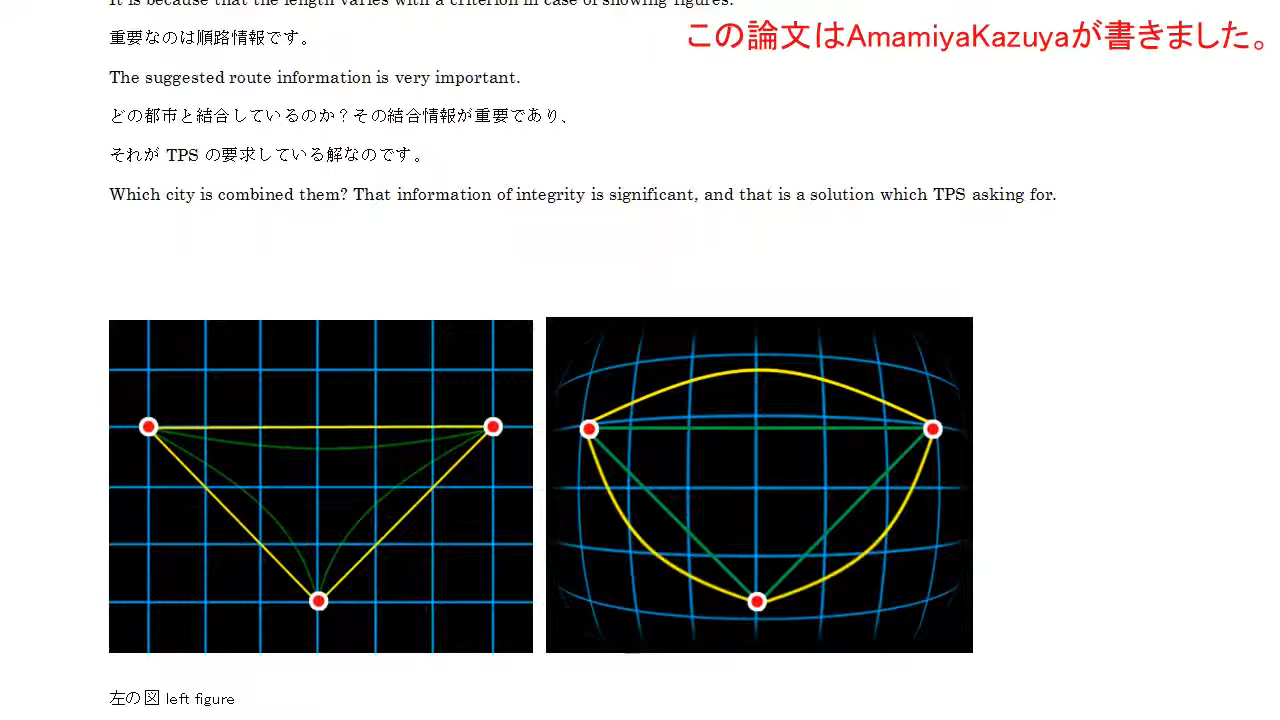 It is because that the length varies with a criterion in case of showing figures.
この論文はAmamiyaKazuyaが書きました。
重要なのは順路情報です。
The suggested route information is very important.
どの都市と結合しているのか？その結合情報が重要であり、
それが TPS の要求している解なのです。
Which city is combined them? That information of integrity is significant, and that is a solution which TPS asking for.
左の図 left figure